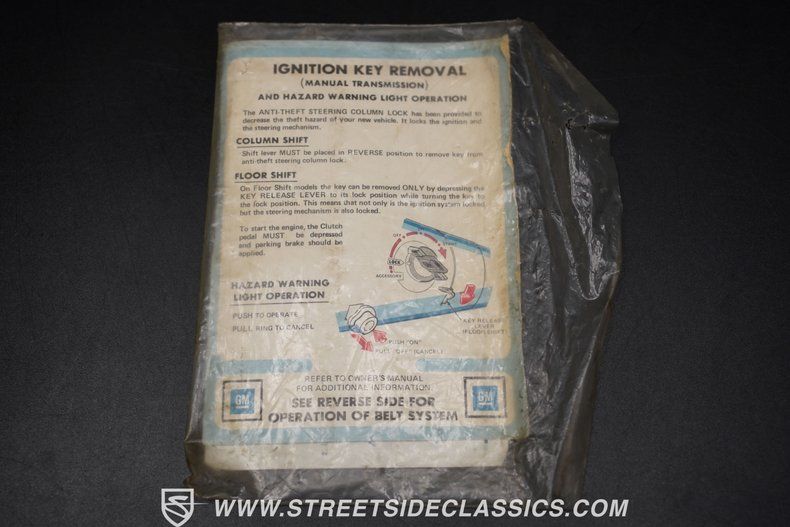 IGNITION KEY REMOVAL
(MANUAL TRANSMISSION)
AND HAZARD WARNING LIGHT OPERATION
The ANTI-THEFT STEERING COLUMN LOCK has been provided to
decrease the theft hazard of your new vehicle. It locks the ignition and
the steering mechanism.
COLUMN SHIFT
Shift lever MUST be placed in REVERSE position to remove key from
anti-theft steering column lock.
FLOOR SHIFT
On Floor Shift models the key can be removed ONLY by depressing the
KEY RELEASE LEVER to its lock position while turning the key to
the lock position. This means that not only is the ignition system locked
but the steering mechanism is also locked.
To start the engine, the Clutch
pedal MUST be depressed
and parking brake should be
applied.
OFF
START
LOCK
ACCESSORY
HAZARD WARNING
LIGHT OPERATION
PUSH TO OPERATE
PULL RING TO CANCEL
KEY RELEASE
LEVER
(FLOOR SHIFT)
PUSH "ON"
PULL "OFF" (CANCEL)
REFER TO OWNER'S MANUAL
FOR ADDITIONAL INFORMATION.
SEE REVERSE SIDE FOR
OPERATION OF BELT SYSTEM
GM
GM
WWW.STREETSIDECLASSICS.COM